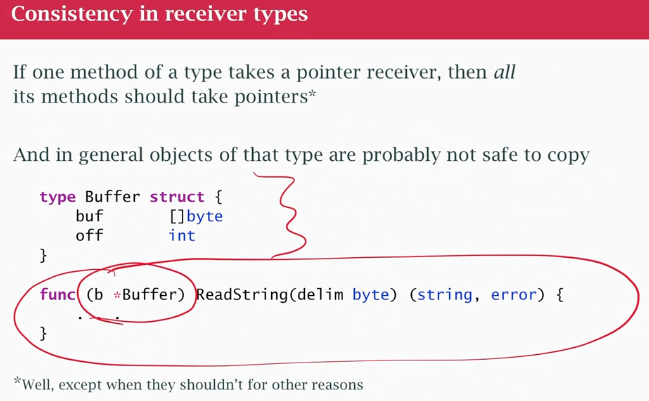 Consistency in receiver types
If one method of a type takes a pointer receiver, then all
its methods should take pointers*
And in general objects of that type are probably not safe to copy
type Buffer struct {
    buf       []byte
    off       int
}
func (b *Buffer) ReadString(delim byte) (string, error) {
    . . .
}
*Well, except when they shouldn't for other reasons